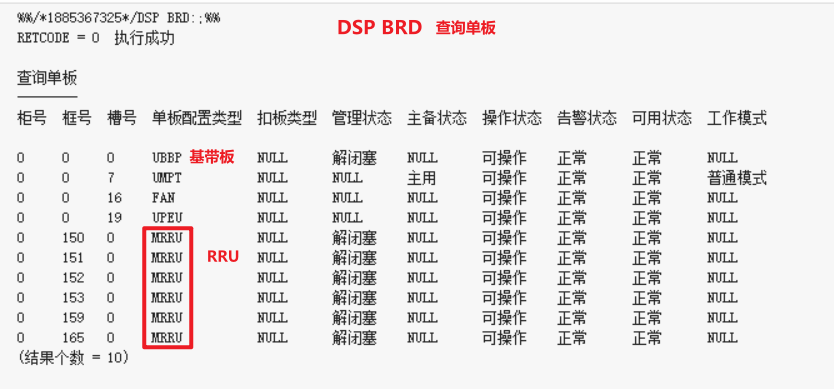 %%/*1885367325*/DSP BRD:;%%
DSP BRD 查询单板
RETCODE = 0 执行成功
查询单板
柜号 框号 槽号 单板配置类型 扣板类型 管理状态 主备状态 操作状态 告警状态 可用状态 工作模式
0 0 0 UBBP 基带板 NULL 解闭塞 NULL 可操作 正常 正常 NULL
0 0 7 UMPT NULL NULL 主用 可操作 正常 正常 普通模式
0 0 16 FAN NULL NULL NULL 可操作 正常 正常 NULL
0 0 19 UPEU NULL NULL NULL 可操作 正常 正常 NULL
0 150 0 MRRU NULL 解闭塞 NULL 可操作 正常 正常 NULL
0 151 0 MRRU RRU NULL 解闭塞 NULL 可操作 正常 正常 NULL
0 152 0 MRRU NULL 解闭塞 NULL 可操作 正常 正常 NULL
0 153 0 MRRU NULL 解闭塞 NULL 可操作 正常 正常 NULL
0 159 0 MRRU NULL 解闭塞 NULL 可操作 正常 正常 NULL
0 165 0 MRRU NULL 解闭塞 NULL 可操作 正常 正常 NULL
(结果个数 = 10)